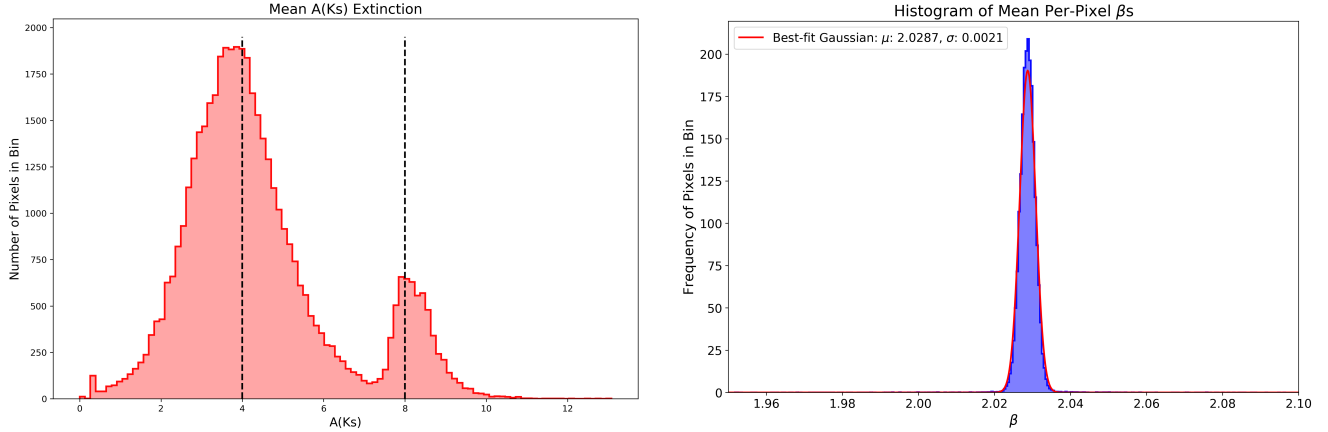 Mean A(Ks) Extinction
Number of Pixels in Bin
2000
1750
1500
1250
1000
750
500
250
0
0 2 4 6 8 10 12
A(Ks)
Histogram of Mean Per-Pixel βs
Best-fit Gaussian: μ: 2.0287, σ: 0.0021
Frequency of Pixels in Bin
200
175
150
125
100
75
50
25
0
1.96 1.98 2.00 2.02 2.04 2.06 2.08 2.10
β